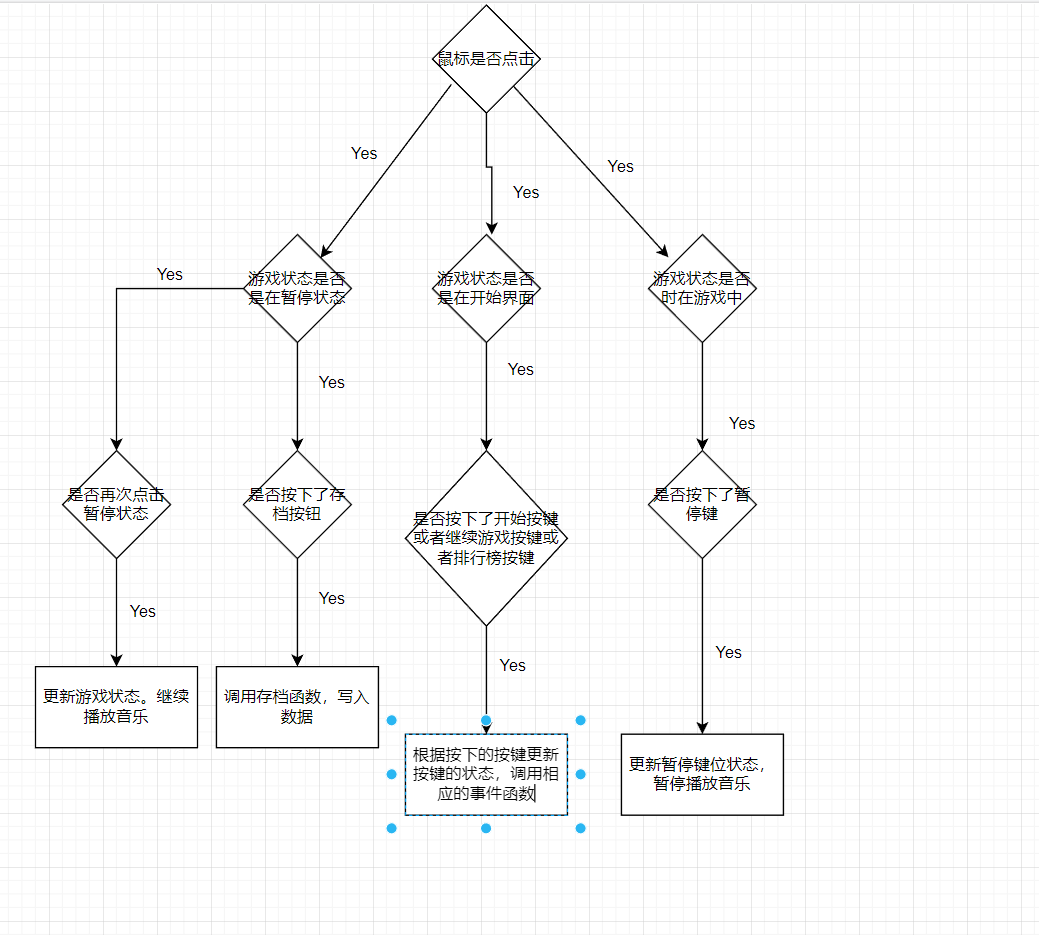 鼠标是否点击
Yes
Yes
Yes
游戏状态是否
是在暂停状态
游戏状态是否
是在开始界面
游戏状态是否
时在游戏中
Yes
Yes
Yes
Yes
是否再次点击
暂停状态
是否按下了存
档按钮
是否按下了开始按键
或者继续游戏按键或
者排行榜按键
是否按下了暂
停键
Yes
Yes
Yes
Yes
更新游戏状态。继续
播放音乐
调用存档函数，写入
数据
根据按下的按键更新
按键的状态，调用相
应的事件函数
更新暂停键位状态，
暂停播放音乐